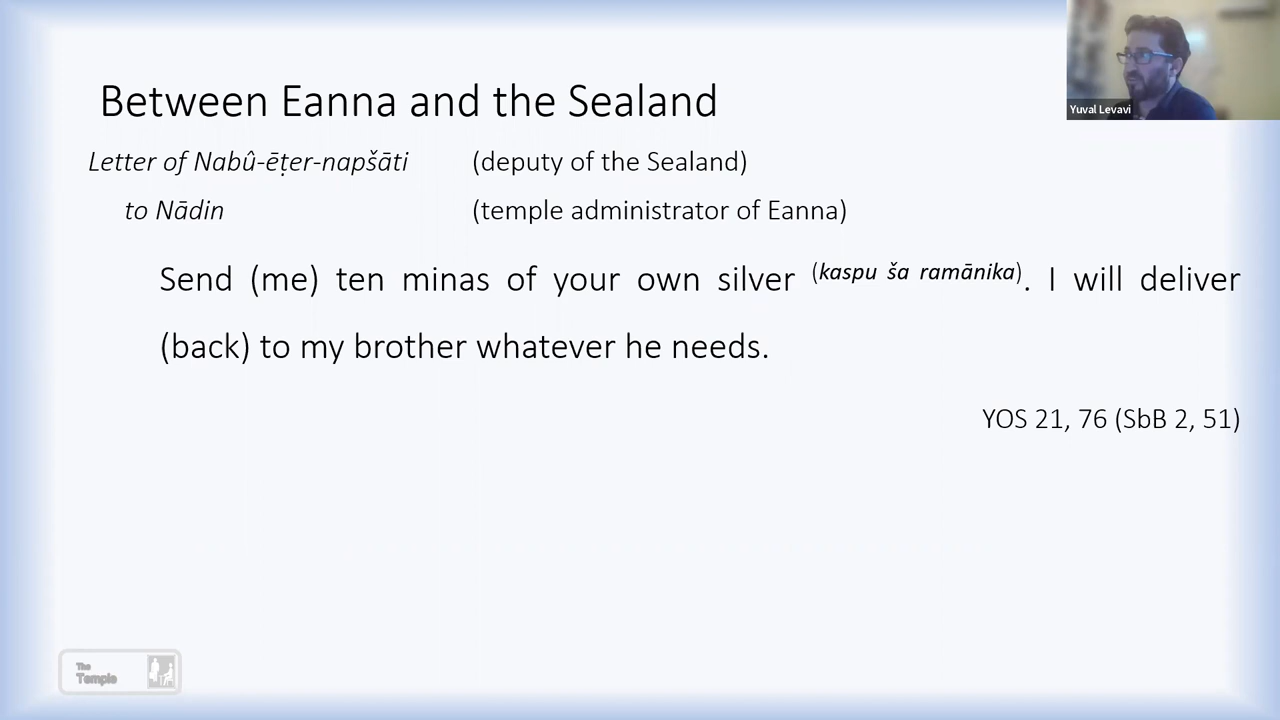 Yuval Levavi
Between Eanna and the Sealand
Letter of Nabû-ēṭer-napšāti (deputy of the Sealand)
to Nādin (temple administrator of Eanna)
Send (me) ten minas of your own silver (kaspu ša ramānika). I will deliver
(back) to my brother whatever he needs.
YOS 21, 76 (SbB 2, 51)
The
Temple